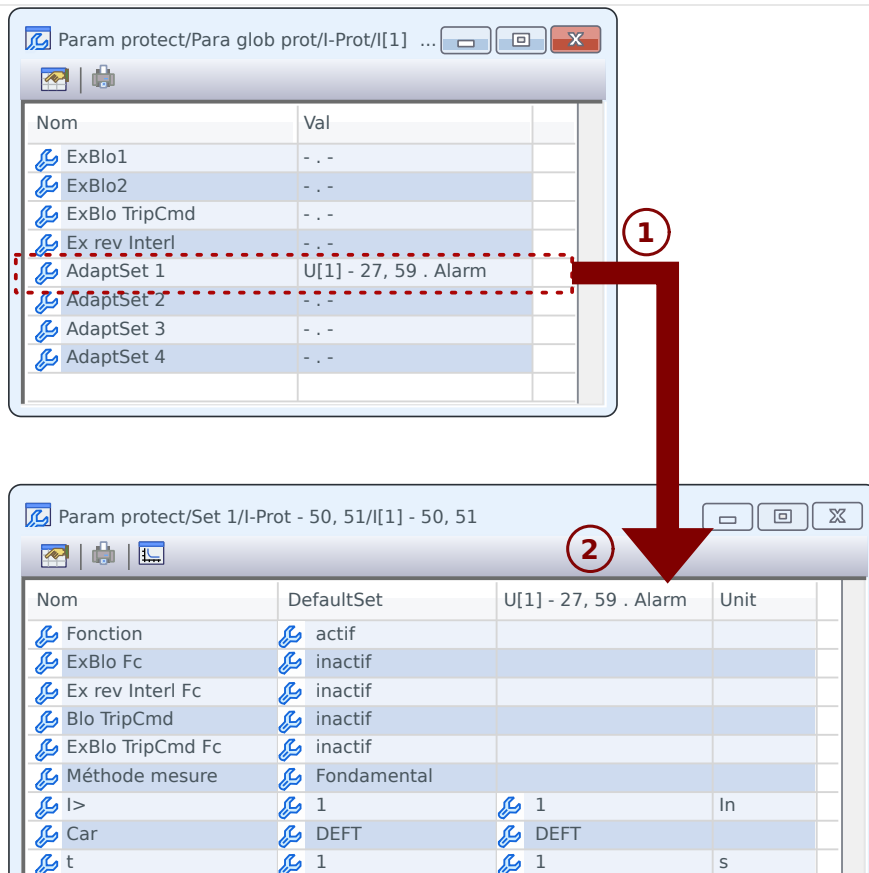 Param protect/Para glob prot/I-Prot/I[1] ...
Nom Val
ExBlo1 - . -
ExBlo2 - . -
ExBlo TripCmd - . -
Ex rev Interl - . -
AdaptSet 1 U[1] - 27, 59 . Alarm
AdaptSet 2 - . -
AdaptSet 3 - . -
AdaptSet 4 - . -
1
Param protect/Set 1/I-Prot - 50, 51/I[1] - 50, 51
2
Nom DefaultSet U[1] - 27, 59 . Alarm Unit
Fonction actif
ExBlo Fc inactif
Ex rev Interl Fc inactif
Blo TripCmd inactif
ExBlo TripCmd Fc inactif
Méthode mesure Fondamental
I> 1 1 In
Car DEFT DEFT
t 1 1 s